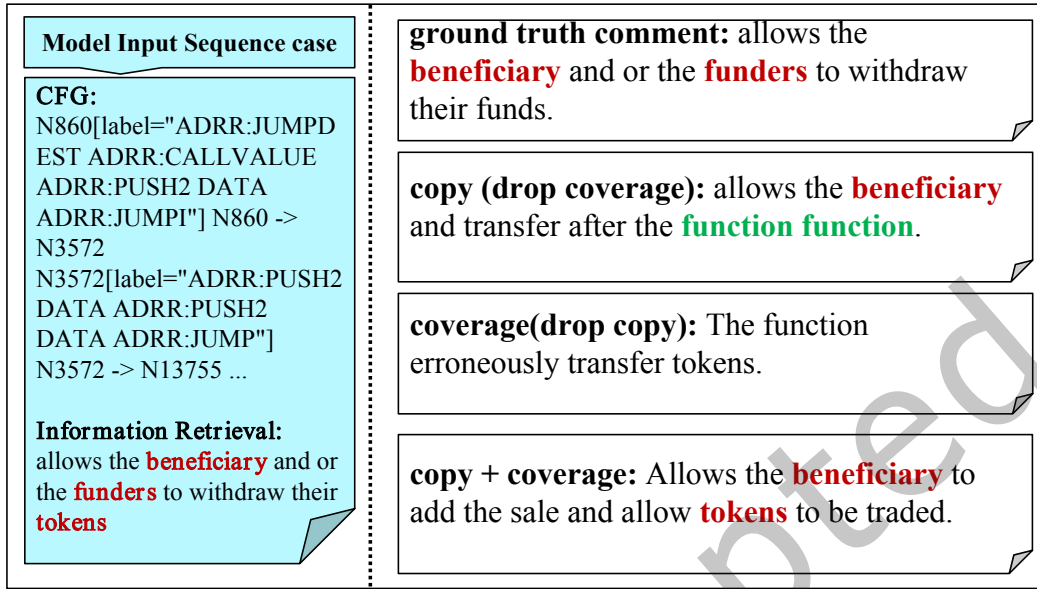 Model Input Sequence case
CFG:
N860[label="ADRR:JUMPD
EST ADRR:CALLVALUE
ADRR:PUSH2 DATA
ADRR:JUMPI"] N860 ->
N3572
N3572[label="ADRR:PUSH2
DATA ADRR:PUSH2
DATA ADRR:JUMP"]
N3572 -> N13755 ...
Information Retrieval:
allows the beneficiary and or
the funders to withdraw their
tokens
ground truth comment: allows the
beneficiary and or the funders to withdraw
their funds.
copy (drop coverage): allows the beneficiary
and transfer after the function function.
coverage(drop copy): The function
erroneously transfer tokens.
copy + coverage: Allows the beneficiary to
add the sale and allow tokens to be traded.
pted